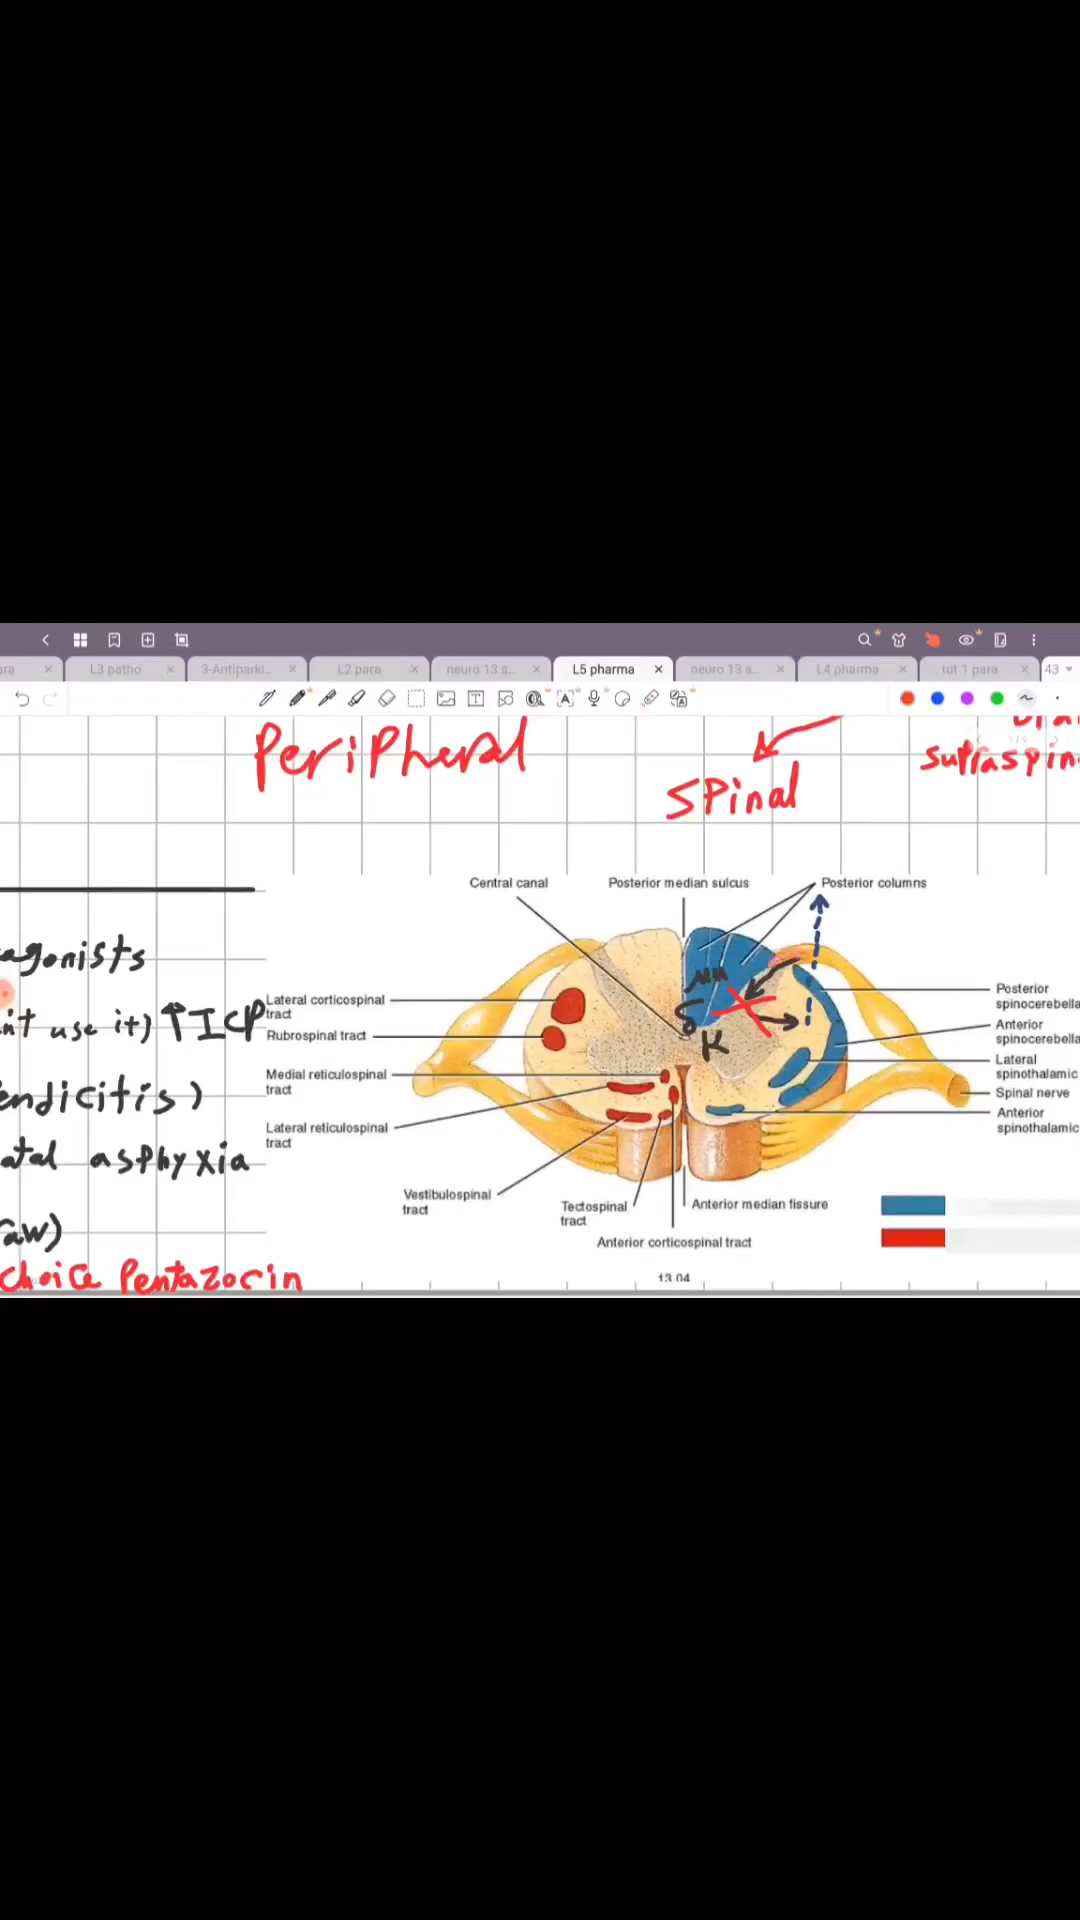 L3 patho
3-Antiparki...
L2 para
neuro 13 s...
L5 pharma
neuro 13 s...
L4 pharma
tut 1 para
43
Peripheral
Spinal
supraspin
Central canal
Posterior median sulcus
Posterior columns
agonists
use it) ↑ICP
endicitis)
atal asphyxia
choice Pentazocin
Lateral corticospinal
tract
Rubrospinal tract
Medial reticulospinal
tract
Lateral reticulospinal
tract
Vestibulospinal
tract
Tectospinal
tract
Anterior corticospinal tract
Anterior median fissure
mu
δ
K
Posterior
spinocerebella
Anterior
spinocerebella
Lateral
spinothalamic
Spinal nerve
Anterior
spinothalamic
13.04